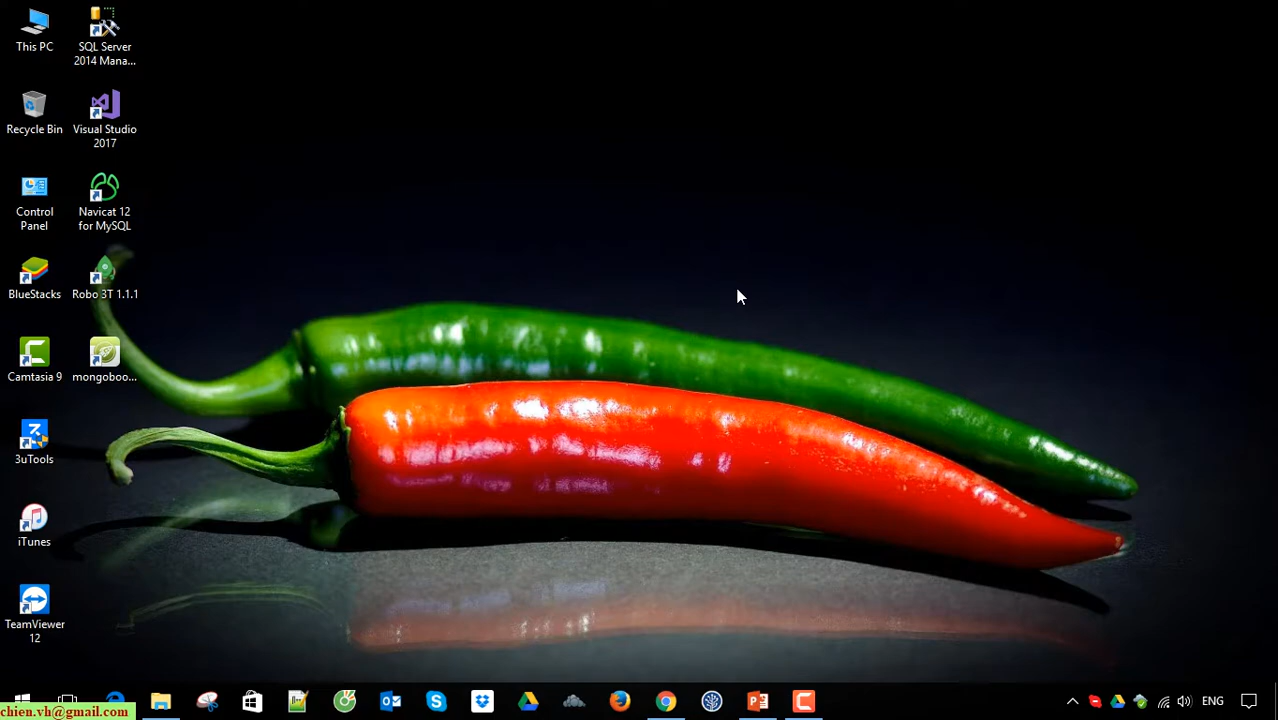 This PC
SQL Server
2014 Mana...
Recycle Bin
Visual Studio
2017
Control
Panel
Navicat 12
for MySQL
BlueStacks
Robo 3T 1.1.1
Camtasia 9
mongoboo...
3uTools
iTunes
TeamViewer
12
chien.vh@gmail.com
ENG